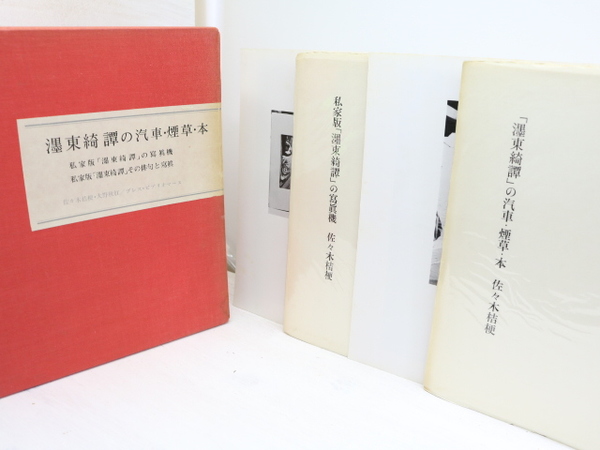 濹東綺譚の汽車・煙草・本
私家版「濹東綺譚」の寫眞機
私家版「濹東綺譚」その俳句と寫眞
私家版「濹東綺譚」の寫眞機 佐々木桔梗
「濹東綺譚」の汽車・煙草・本 佐々木桔梗